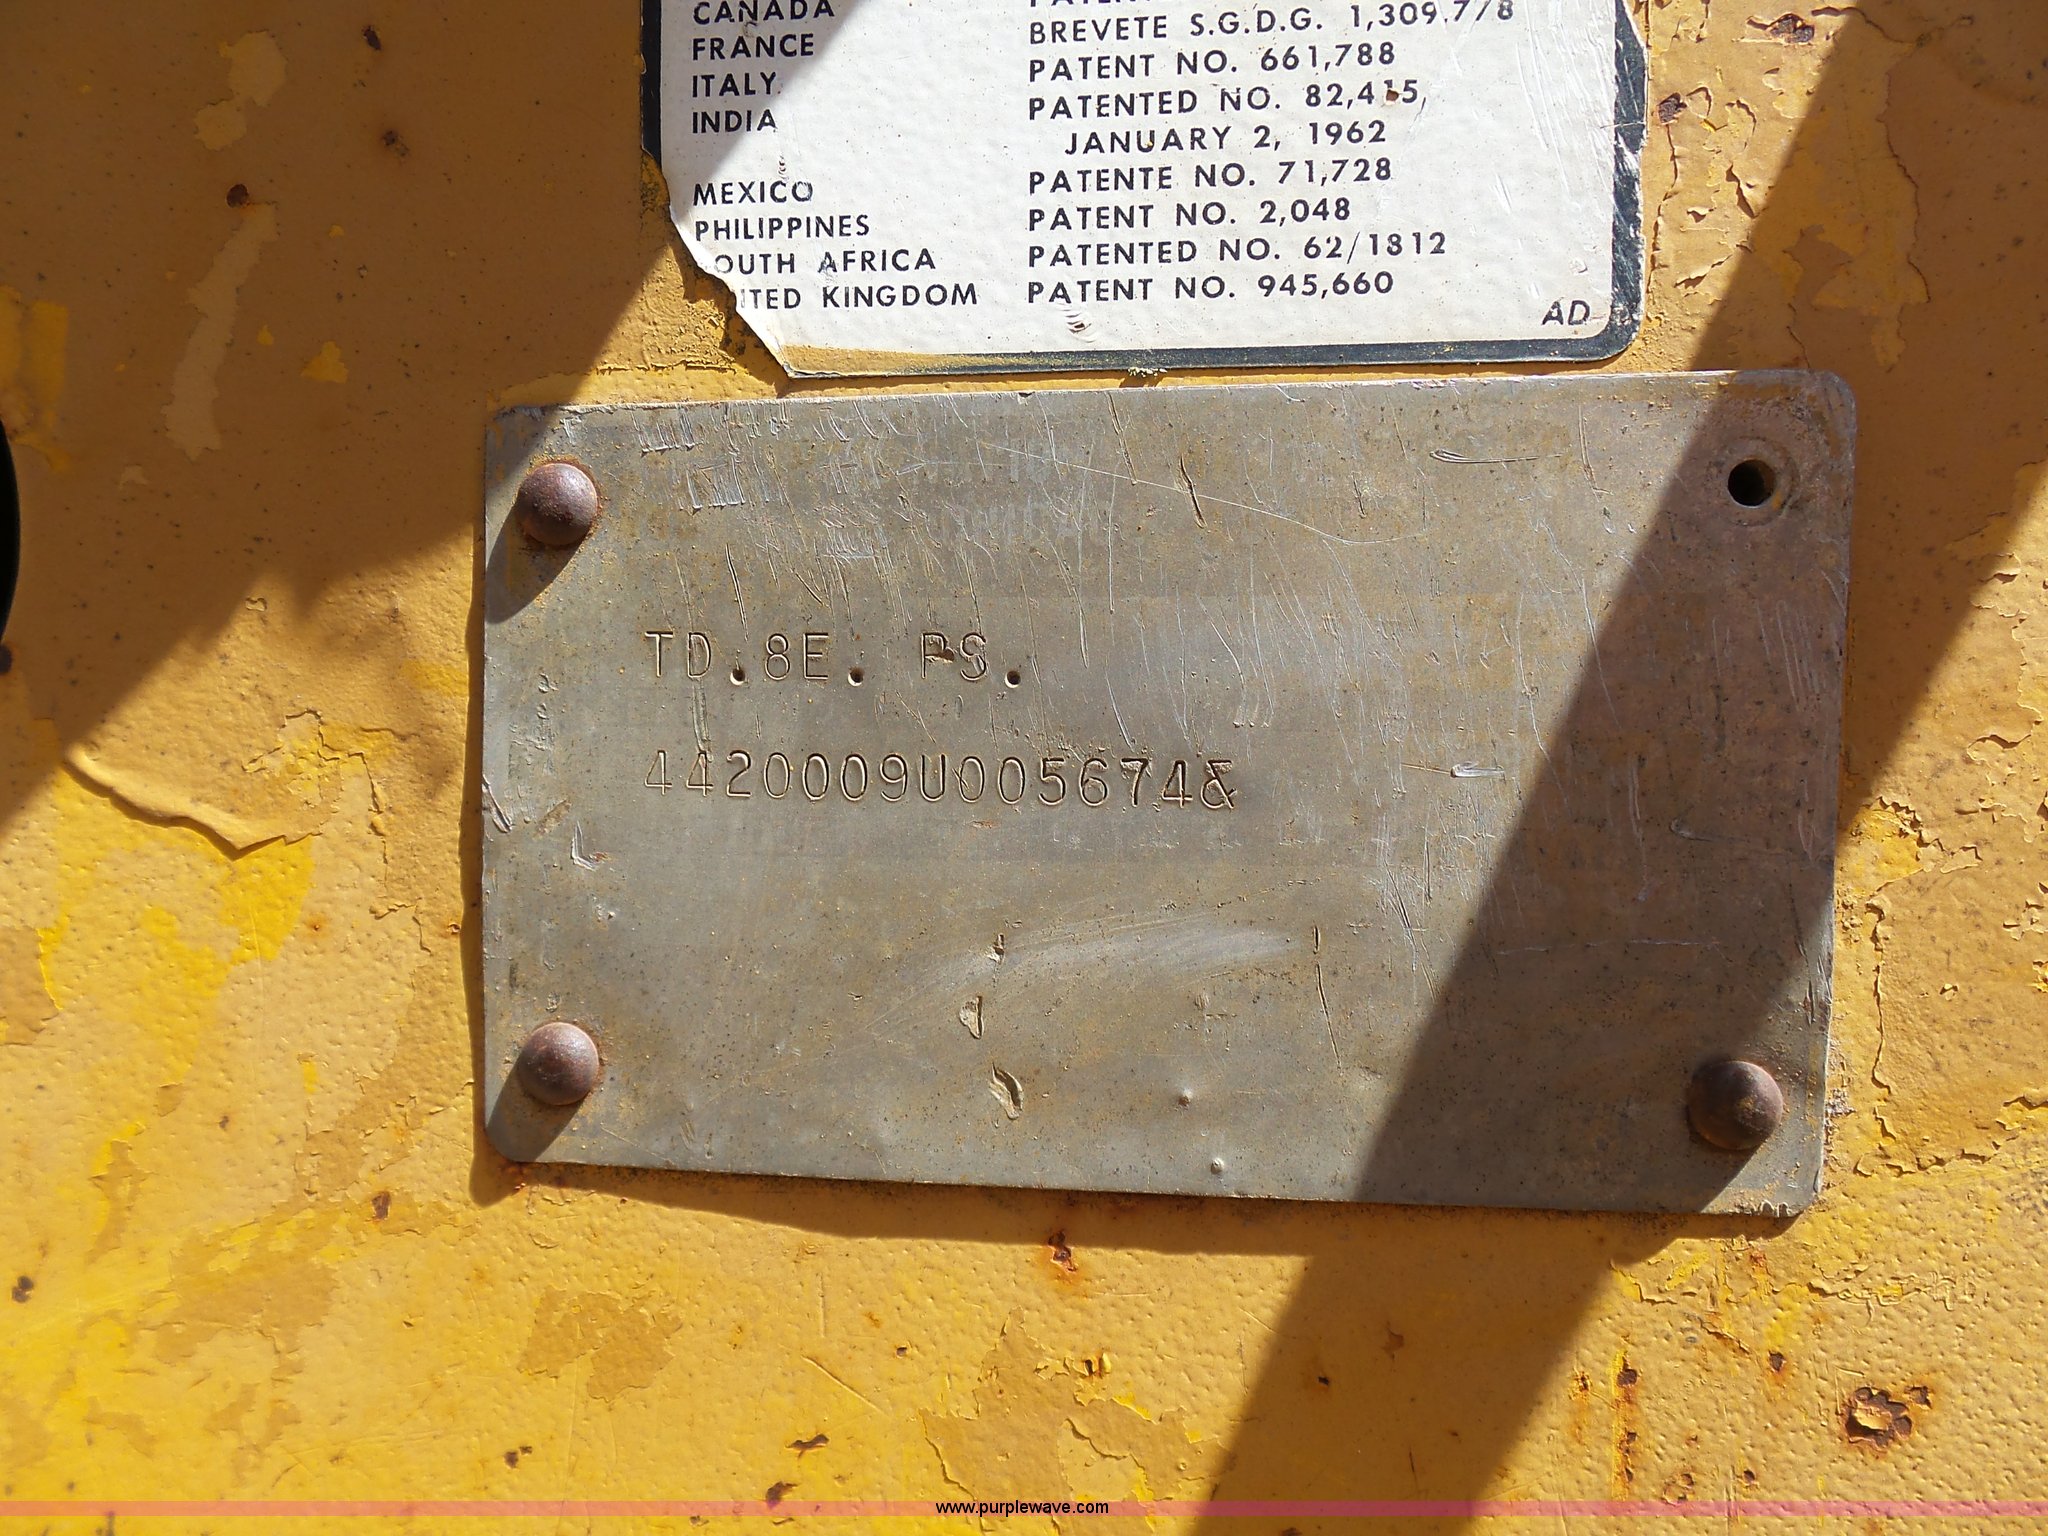 CANADA
FRANCE BREVETE S.G.D.G. 1,309,778
ITALY PATENT NO. 661,788
INDIA PATENTED NO. 82,415,
JANUARY 2, 1962
MEXICO PATENTE NO. 71,728
PHILIPPINES PATENT NO. 2,048
SOUTH AFRICA PATENTED NO. 62/1812
UNITED KINGDOM PATENT NO. 945,660
AD
TD.8E. PS.
4420009U005674&
www.purplewave.com